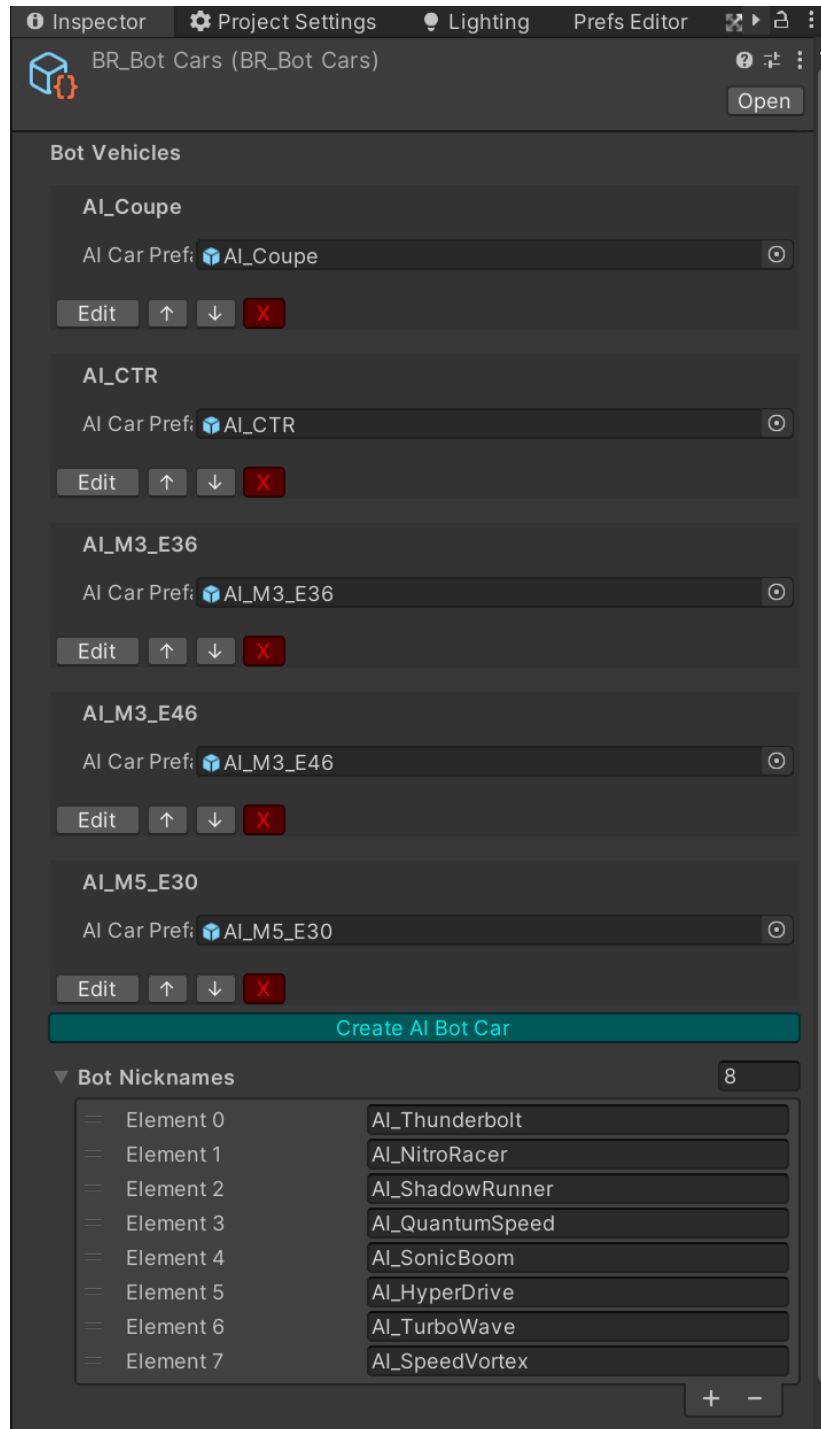 Inspector Project Settings Lighting Prefs Editor
BR_Bot Cars (BR_Bot Cars)
Open
Bot Vehicles
AI_Coupe
AI Car Prefa AI_Coupe
Edit ↑ ↓ X
AI_CTR
AI Car Prefa AI_CTR
Edit ↑ ↓ X
AI_M3_E36
AI Car Prefa AI_M3_E36
Edit ↑ ↓ X
AI_M3_E46
AI Car Prefa AI_M3_E46
Edit ↑ ↓ X
AI_M5_E30
AI Car Prefa AI_M5_E30
Edit ↑ ↓ X
Create AI Bot Car
Bot Nicknames 8
Element 0 AI_Thunderbolt
Element 1 AI_NitroRacer
Element 2 AI_ShadowRunner
Element 3 AI_QuantumSpeed
Element 4 AI_SonicBoom
Element 5 AI_HyperDrive
Element 6 AI_TurboWave
Element 7 AI_SpeedVortex
+ −